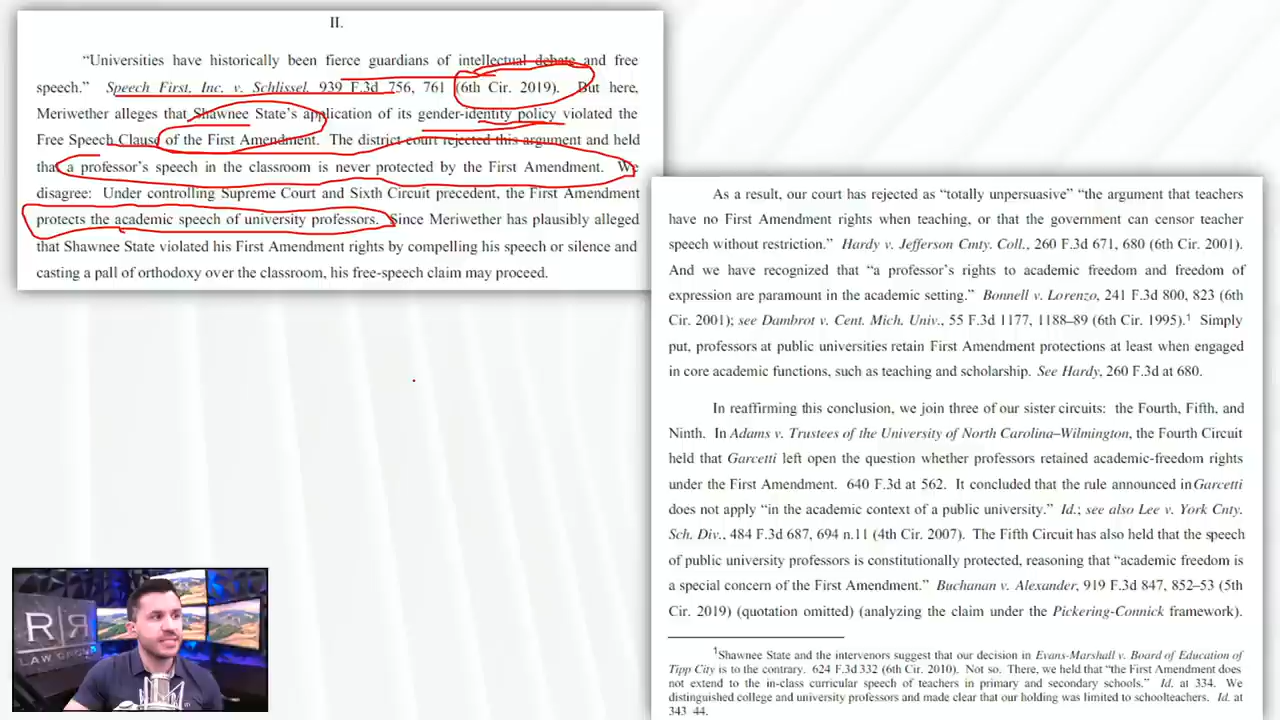 II.
“Universities have historically been fierce guardians of intellectual debate and free
speech.” Speech First, Inc. v. Schlissel, 939 F.3d 756, 761 (6th Cir. 2019). But here,
Meriwether alleges that Shawnee State’s application of its gender-identity policy violated the
Free Speech Clause of the First Amendment. The district court rejected this argument and held
that a professor’s speech in the classroom is never protected by the First Amendment. We
disagree: Under controlling Supreme Court and Sixth Circuit precedent, the First Amendment
protects the academic speech of university professors. Since Meriwether has plausibly alleged
that Shawnee State violated his First Amendment rights by compelling his speech or silence and
casting a pall of orthodoxy over the classroom, his free-speech claim may proceed.
As a result, our court has rejected as “totally unpersuasive” “the argument that teachers
have no First Amendment rights when teaching, or that the government can censor teacher
speech without restriction.” Hardy v. Jefferson Cmty. Coll., 260 F.3d 671, 680 (6th Cir. 2001).
And we have recognized that “a professor’s rights to academic freedom and freedom of
expression are paramount in the academic setting.” Bonnell v. Lorenzo, 241 F.3d 800, 823 (6th
Cir. 2001); see Dambrot v. Cent. Mich. Univ., 55 F.3d 1177, 1188–89 (6th Cir. 1995).1 Simply
put, professors at public universities retain First Amendment protections at least when engaged
in core academic functions, such as teaching and scholarship. See Hardy, 260 F.3d at 680.
In reaffirming this conclusion, we join three of our sister circuits: the Fourth, Fifth, and
Ninth. In Adams v. Trustees of the University of North Carolina–Wilmington, the Fourth Circuit
held that Garcetti left open the question whether professors retained academic-freedom rights
under the First Amendment. 640 F.3d at 562. It concluded that the rule announced in Garcetti
does not apply “in the academic context of a public university.” Id.; see also Lee v. York Cnty.
Sch. Div., 484 F.3d 687, 694 n.11 (4th Cir. 2007). The Fifth Circuit has also held that the speech
of public university professors is constitutionally protected, reasoning that “academic freedom is
a special concern of the First Amendment.” Buchanan v. Alexander, 919 F.3d 847, 852–53 (5th
Cir. 2019) (quotation omitted) (analyzing the claim under the Pickering-Connick framework).
1Shawnee State and the intervenors suggest that our decision in Evans-Marshall v. Board of Education of
Tipp City is to the contrary. 624 F.3d 332 (6th Cir. 2010). Not so. There, we held that “the First Amendment does
not extend to the in-class curricular speech of teachers in primary and secondary schools.” Id. at 334. We
distinguished college and university professors and made clear that our holding was limited to schoolteachers. Id. at
343–44.
R|R
LAW GROUP